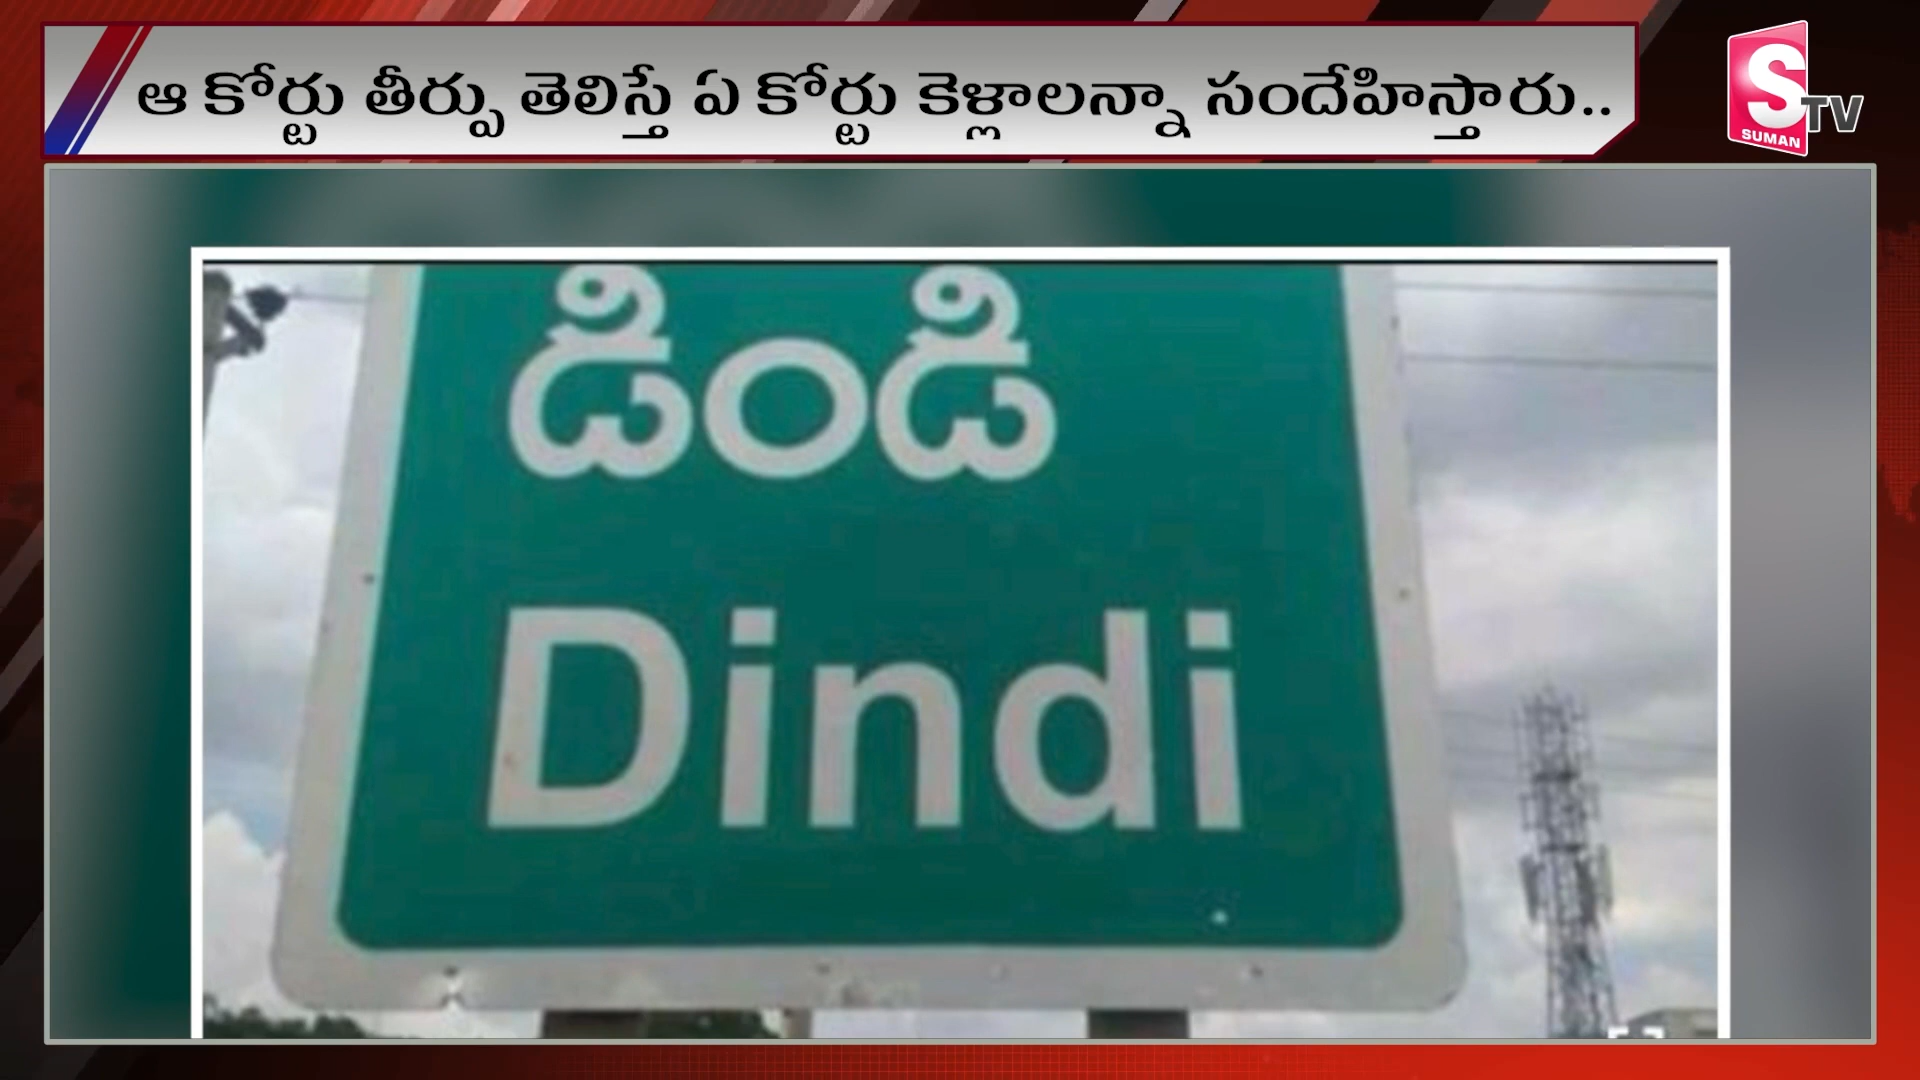 ఆ కోర్టు తీర్పు తెలిస్తే ఏ కోర్టు కెళ్లాలన్నా సందేహిస్తారు..
S TV
SUMAN
డిండి
Dindi